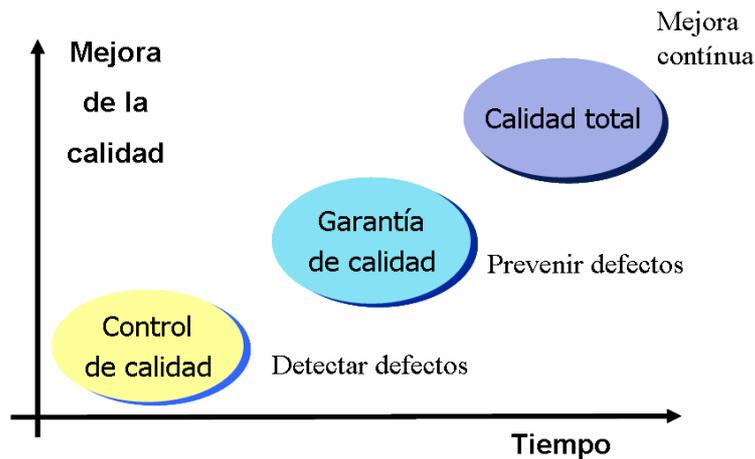 Mejora
de la
calidad
Mejora
contínua
Calidad total
Garantía
de calidad
Prevenir defectos
Control
de calidad
Detectar defectos
Tiempo